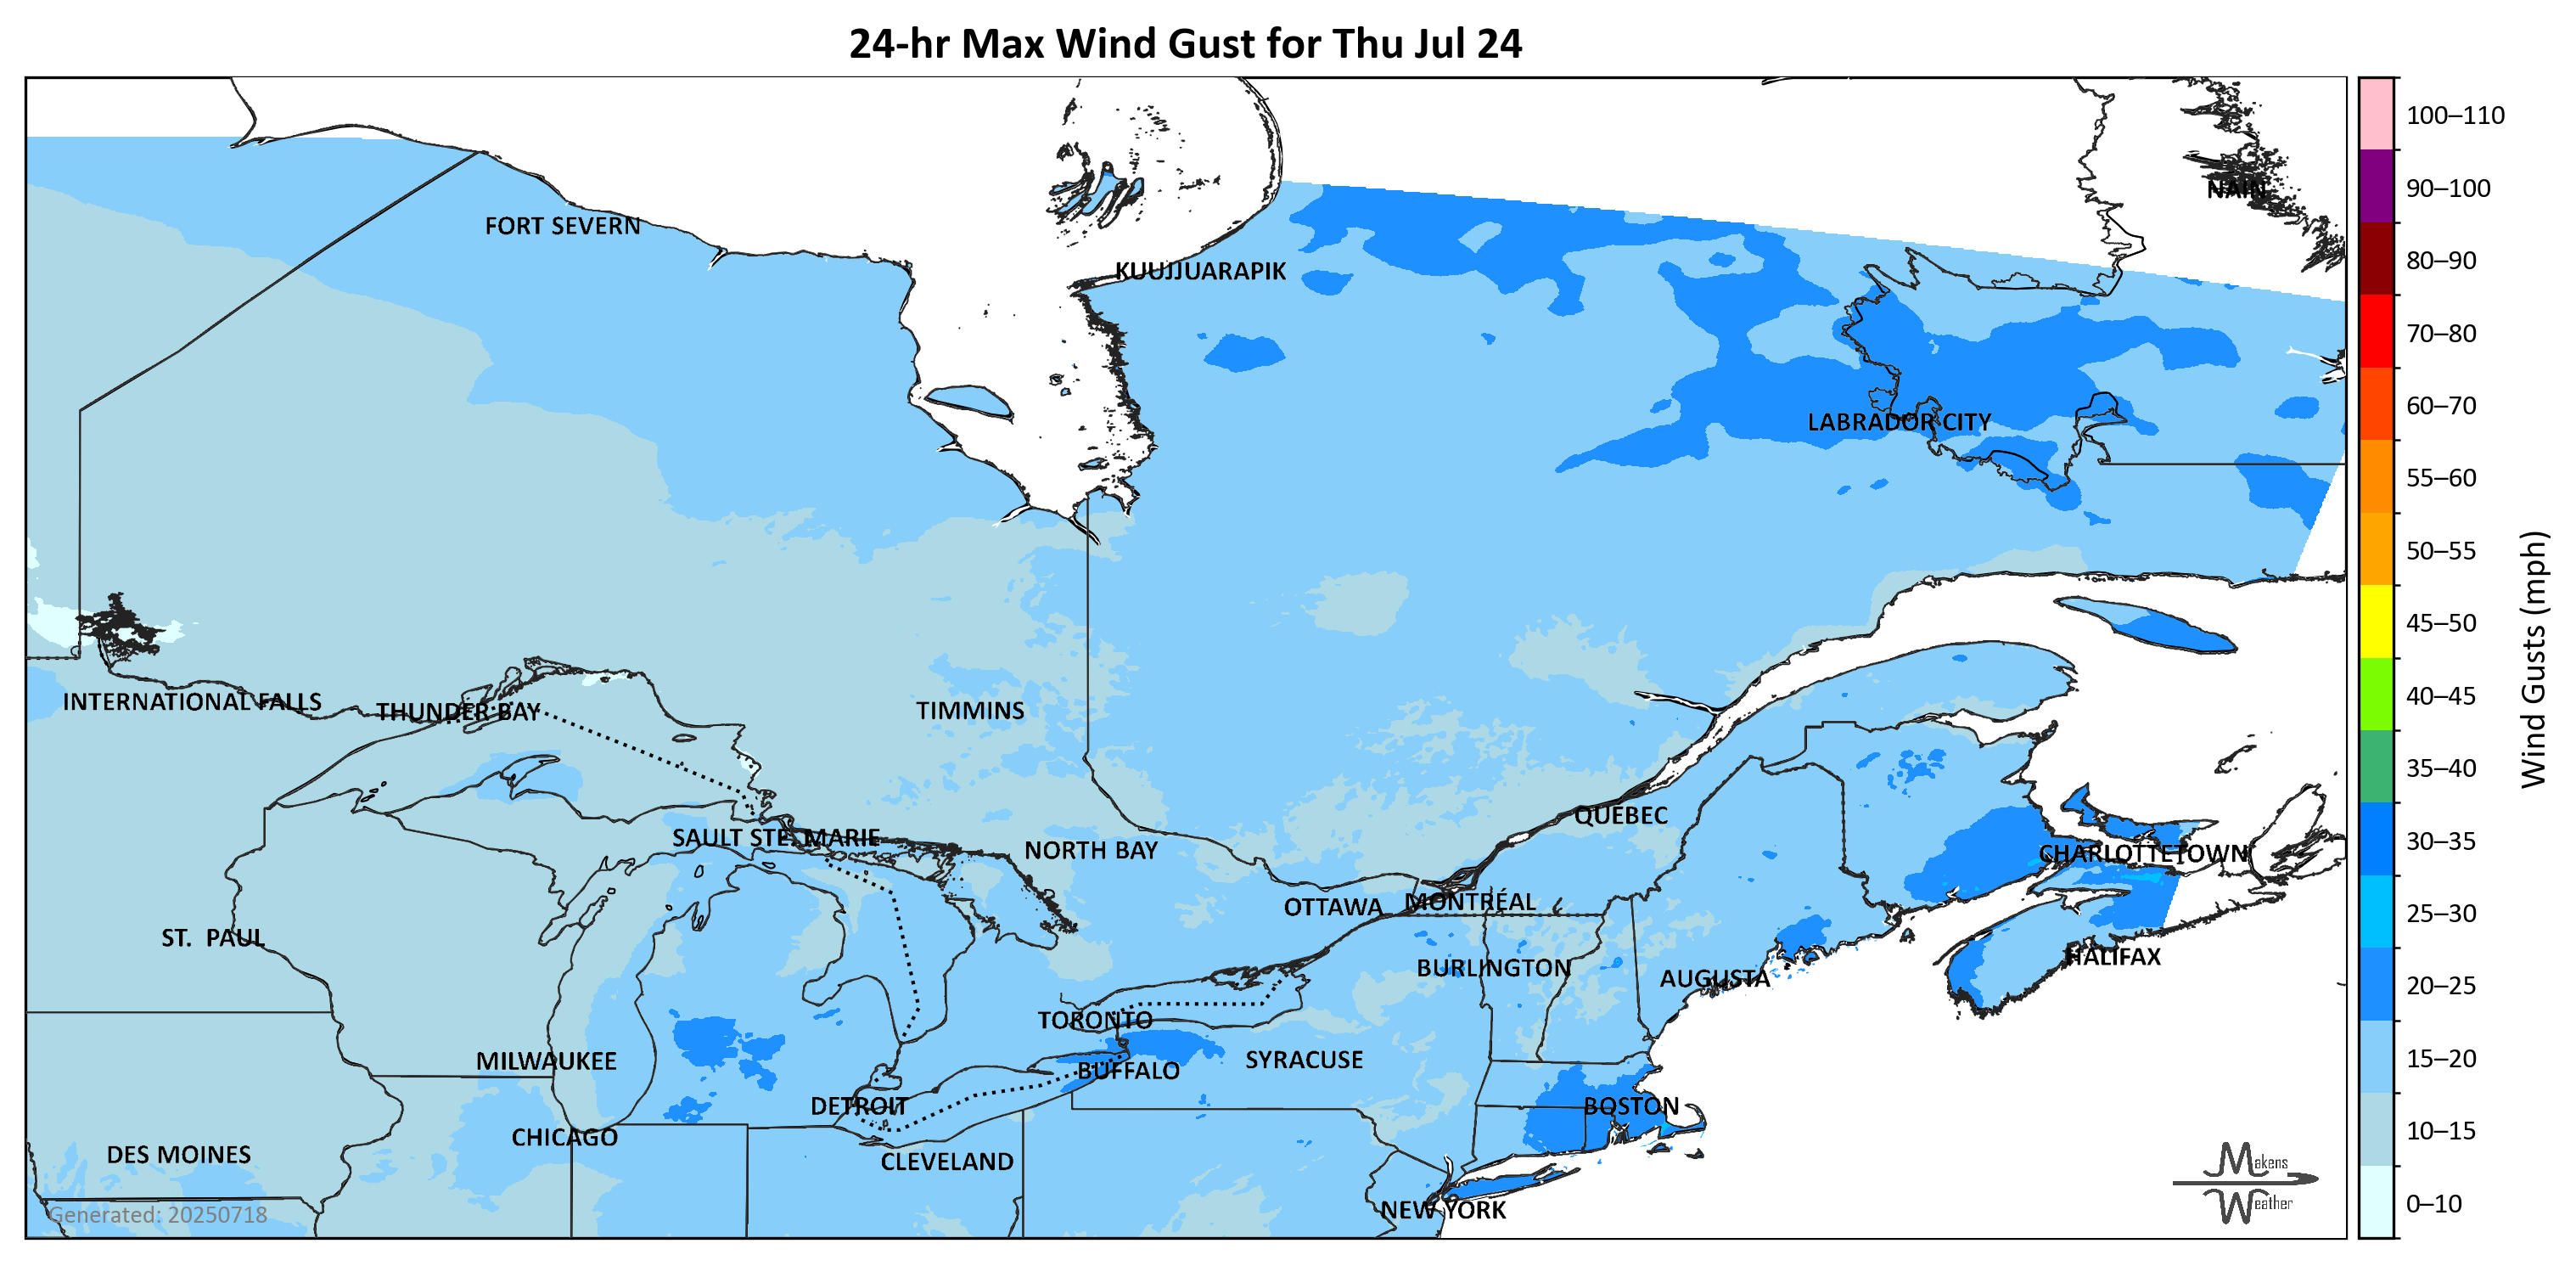 24-hr Max Wind Gust for Thu Jul 24
NAIN
FORT SEVERN
KUUJJUARAPIK
LABRADOR CITY
INTERNATIONAL FALLS
THUNDER BAY
TIMMINS
SAULT STE. MARIE
NORTH BAY
QUÉBEC
CHARLOTTETOWN
OTTAWA
MONTRÉAL
ST. PAUL
BURLINGTON
AUGUSTA
HALIFAX
TORONTO
MILWAUKEE
SYRACUSE
BUFFALO
DETROIT
BOSTON
CHICAGO
DES MOINES
CLEVELAND
NEW YORK
Generated: 20250718
Makens
Weather
100–110
90–100
80–90
70–80
60–70
55–60
50–55
45–50
40–45
35–40
30–35
25–30
20–25
15–20
10–15
0–10
Wind Gusts (mph)